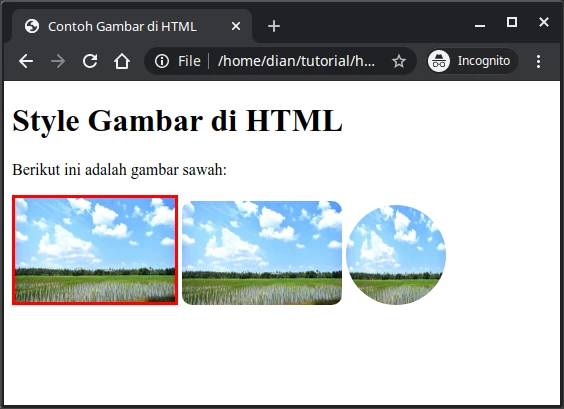 Contoh Gambar di HTML
File /home/dian/tutorial/h... Incognito
Style Gambar di HTML
Berikut ini adalah gambar sawah: